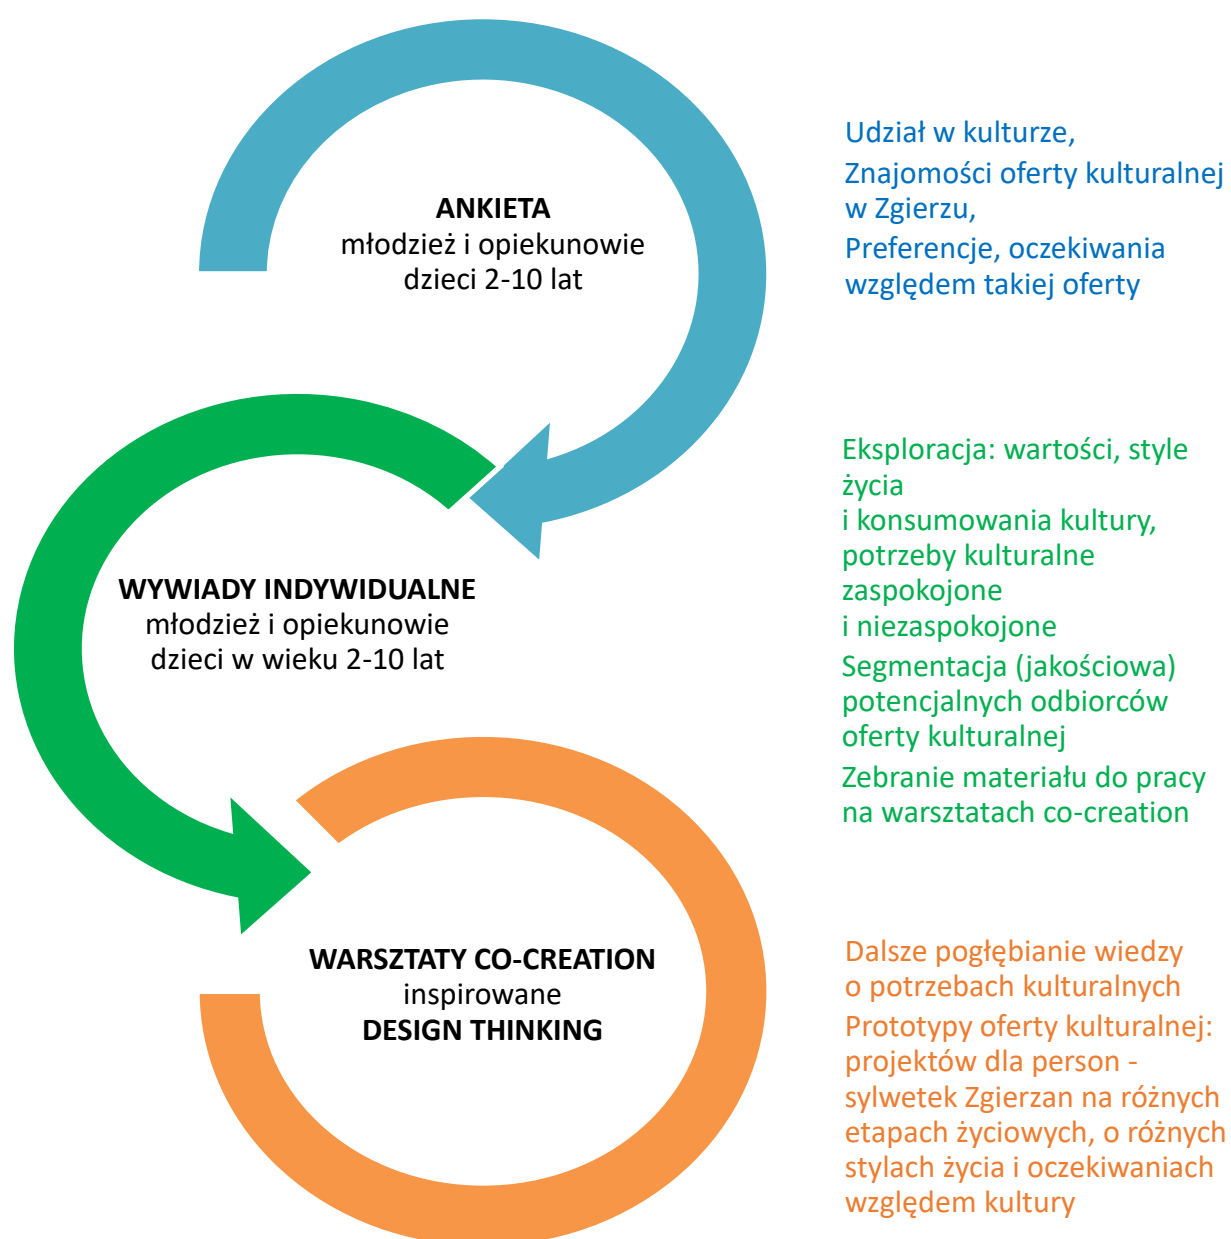 ANKIETA
młodzież i opiekunowie
dzieci 2-10 lat
Udział w kulturze,
Znajomości oferty kulturalnej
w Zgierzu,
Preferencje, oczekiwania
względem takiej oferty
WYWIADY INDYWIDUALNE
młodzież i opiekunowie
dzieci w wieku 2-10 lat
Eksploracja: wartości, style
życia
i konsumowania kultury,
potrzeby kulturalne
zaspokojone
i niezaspokojone
Segmentacja (jakościowa)
potencjalnych odbiorców
oferty kulturalnej
Zebranie materiału do pracy
na warsztatach co-creation
WARSZTATY CO-CREATION
inspirowane
DESIGN THINKING
Dalsze pogłębianie wiedzy
o potrzebach kulturalnych
Prototypy oferty kulturalnej:
projektów dla person -
sylwetek Zgierzan na różnych
etapach życiowych, o różnych
stylach życia i oczekiwaniach
względem kultury